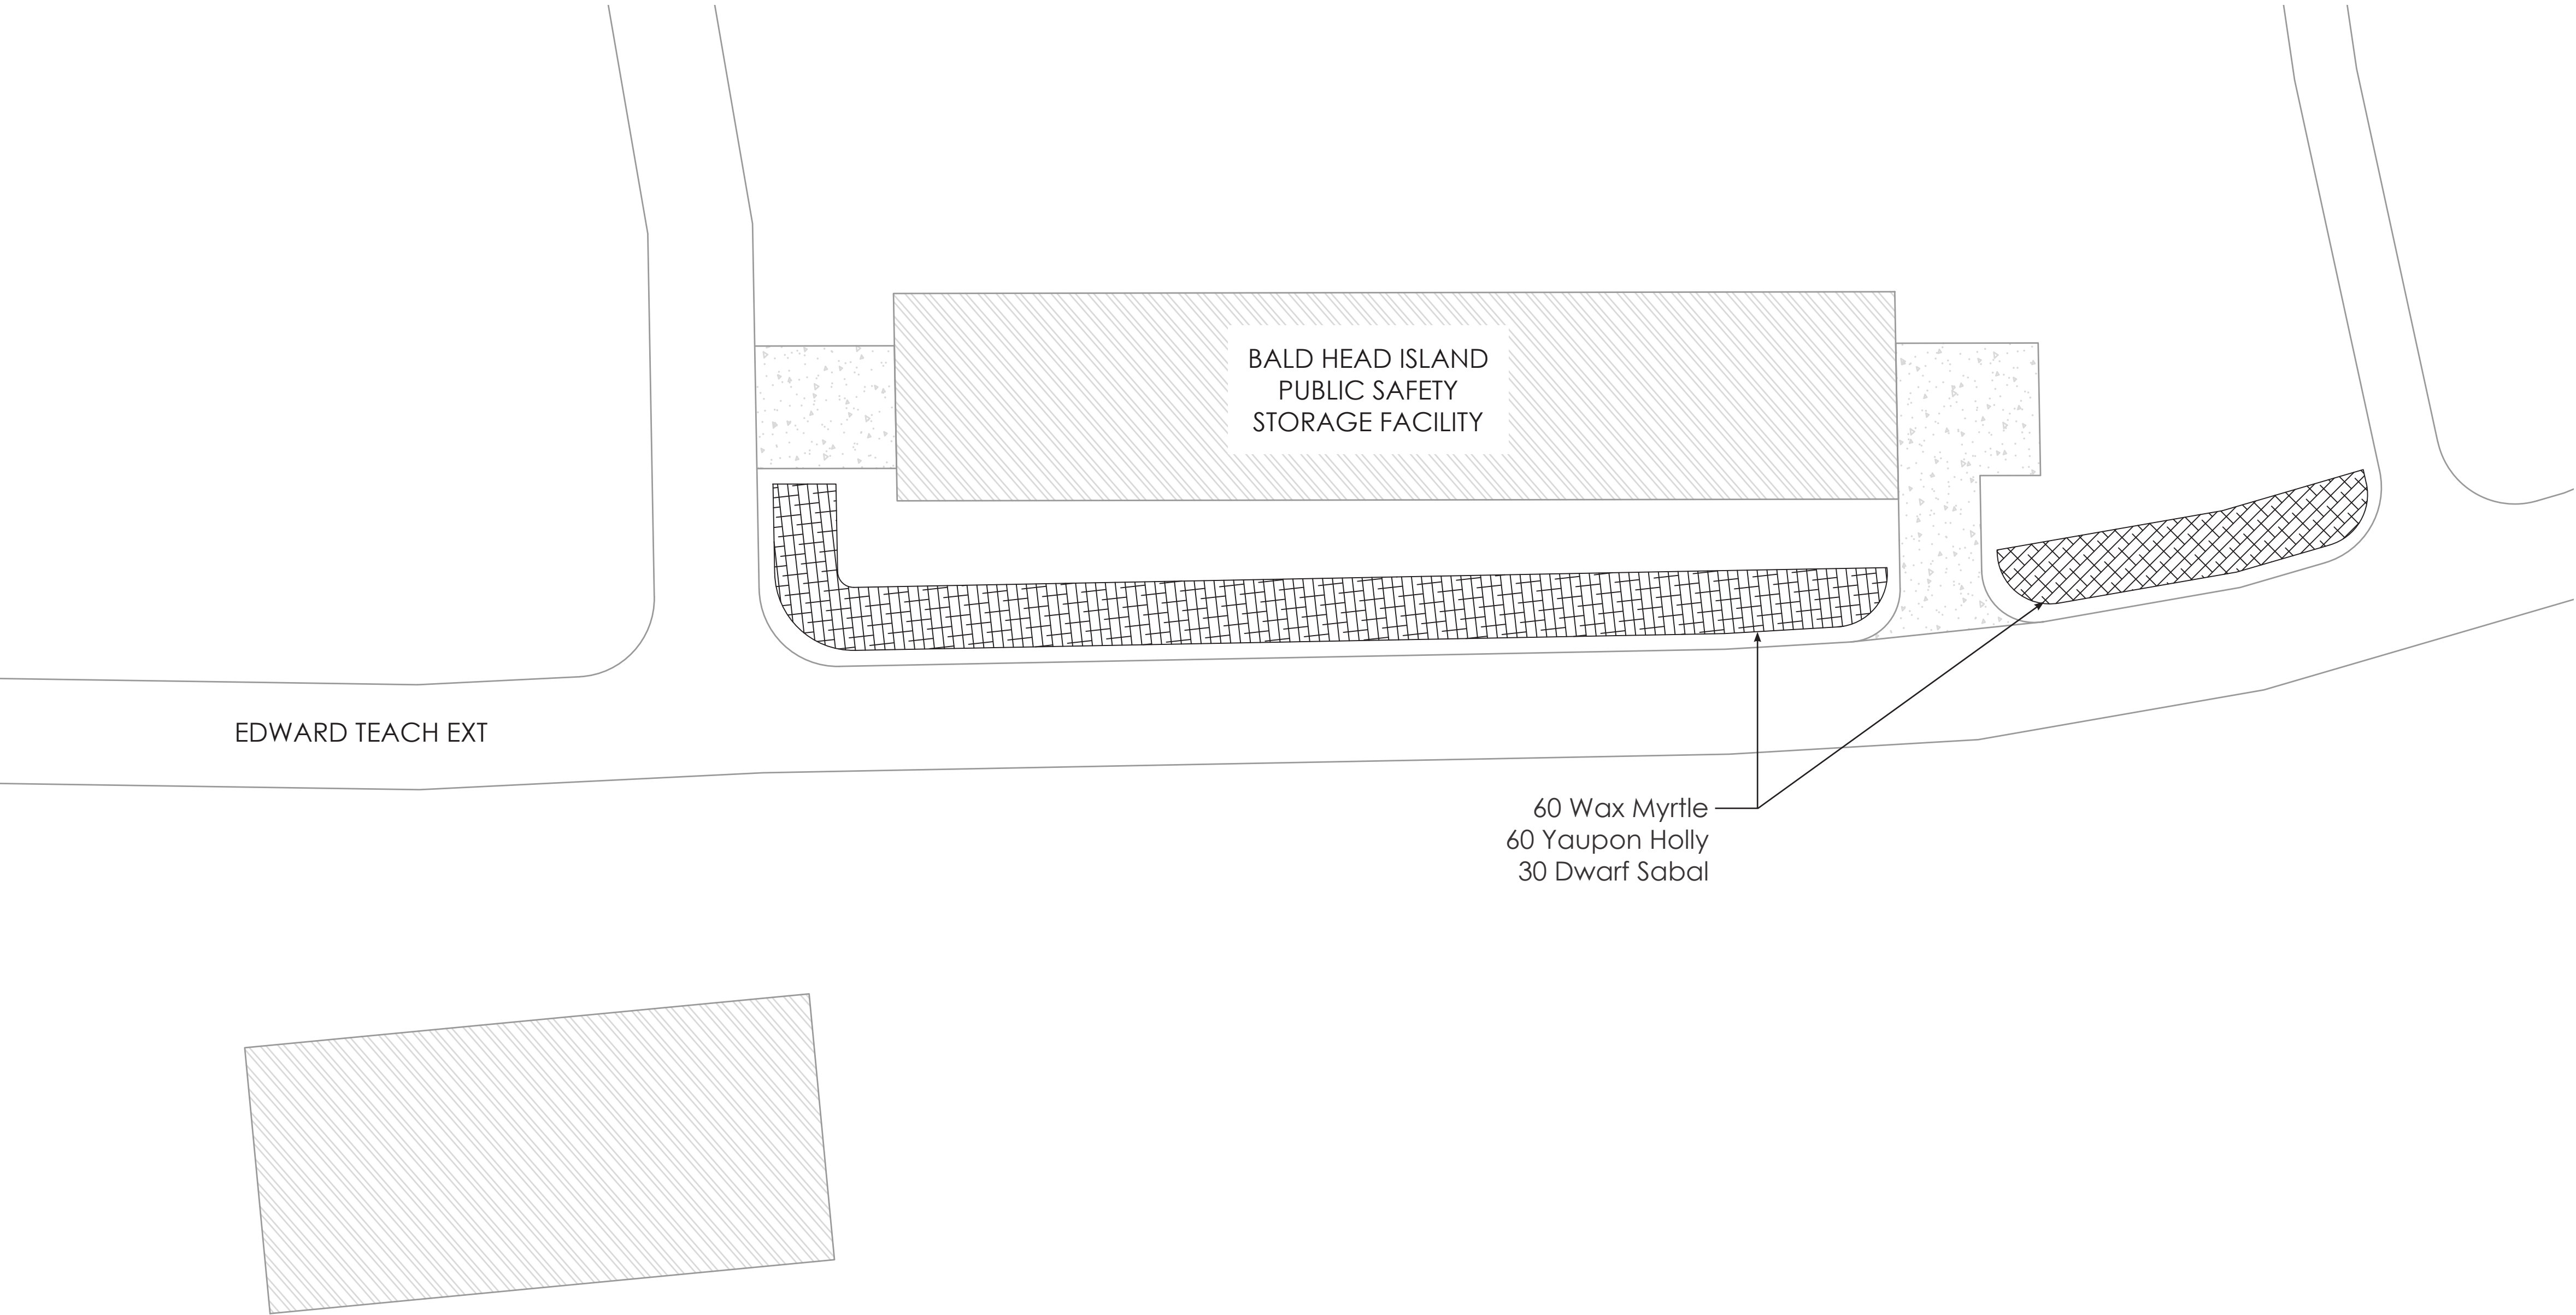 BALD HEAD ISLAND
PUBLIC SAFETY
STORAGE FACILITY
EDWARD TEACH EXT
60 Wax Myrtle
60 Yaupon Holly
30 Dwarf Sabal